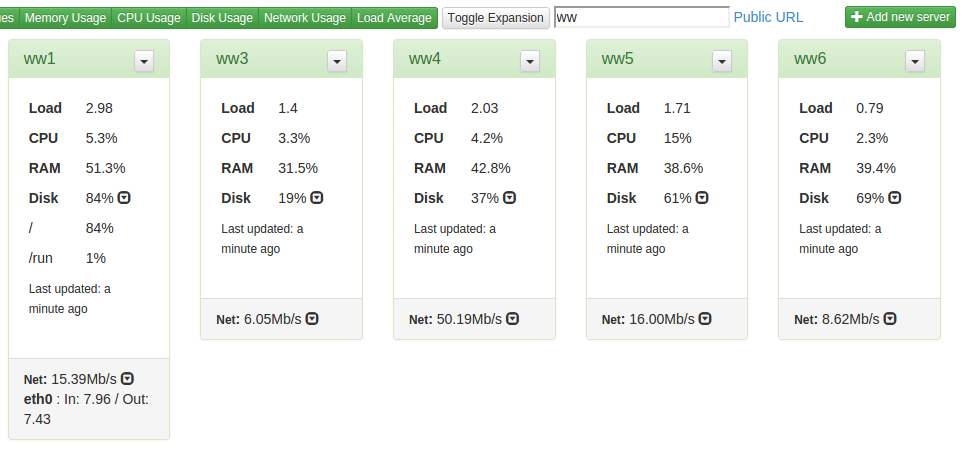 es Memory Usage CPU Usage Disk Usage Network Usage Load Average Toggle Expansion ww Public URL Add new server
ww1
Load 2.98
CPU 5.3%
RAM 51.3%
Disk 84%
/ 84%
/run 1%
Last updated: a
minute ago
Net: 15.39Mb/s
eth0 : In: 7.96 / Out:
7.43
ww3
Load 1.4
CPU 3.3%
RAM 31.5%
Disk 19%
Last updated: a
minute ago
Net: 6.05Mb/s
ww4
Load 2.03
CPU 4.2%
RAM 42.8%
Disk 37%
Last updated: a
minute ago
Net: 50.19Mb/s
ww5
Load 1.71
CPU 15%
RAM 38.6%
Disk 61%
Last updated: a
minute ago
Net: 16.00Mb/s
ww6
Load 0.79
CPU 2.3%
RAM 39.4%
Disk 69%
Last updated: a
minute ago
Net: 8.62Mb/s